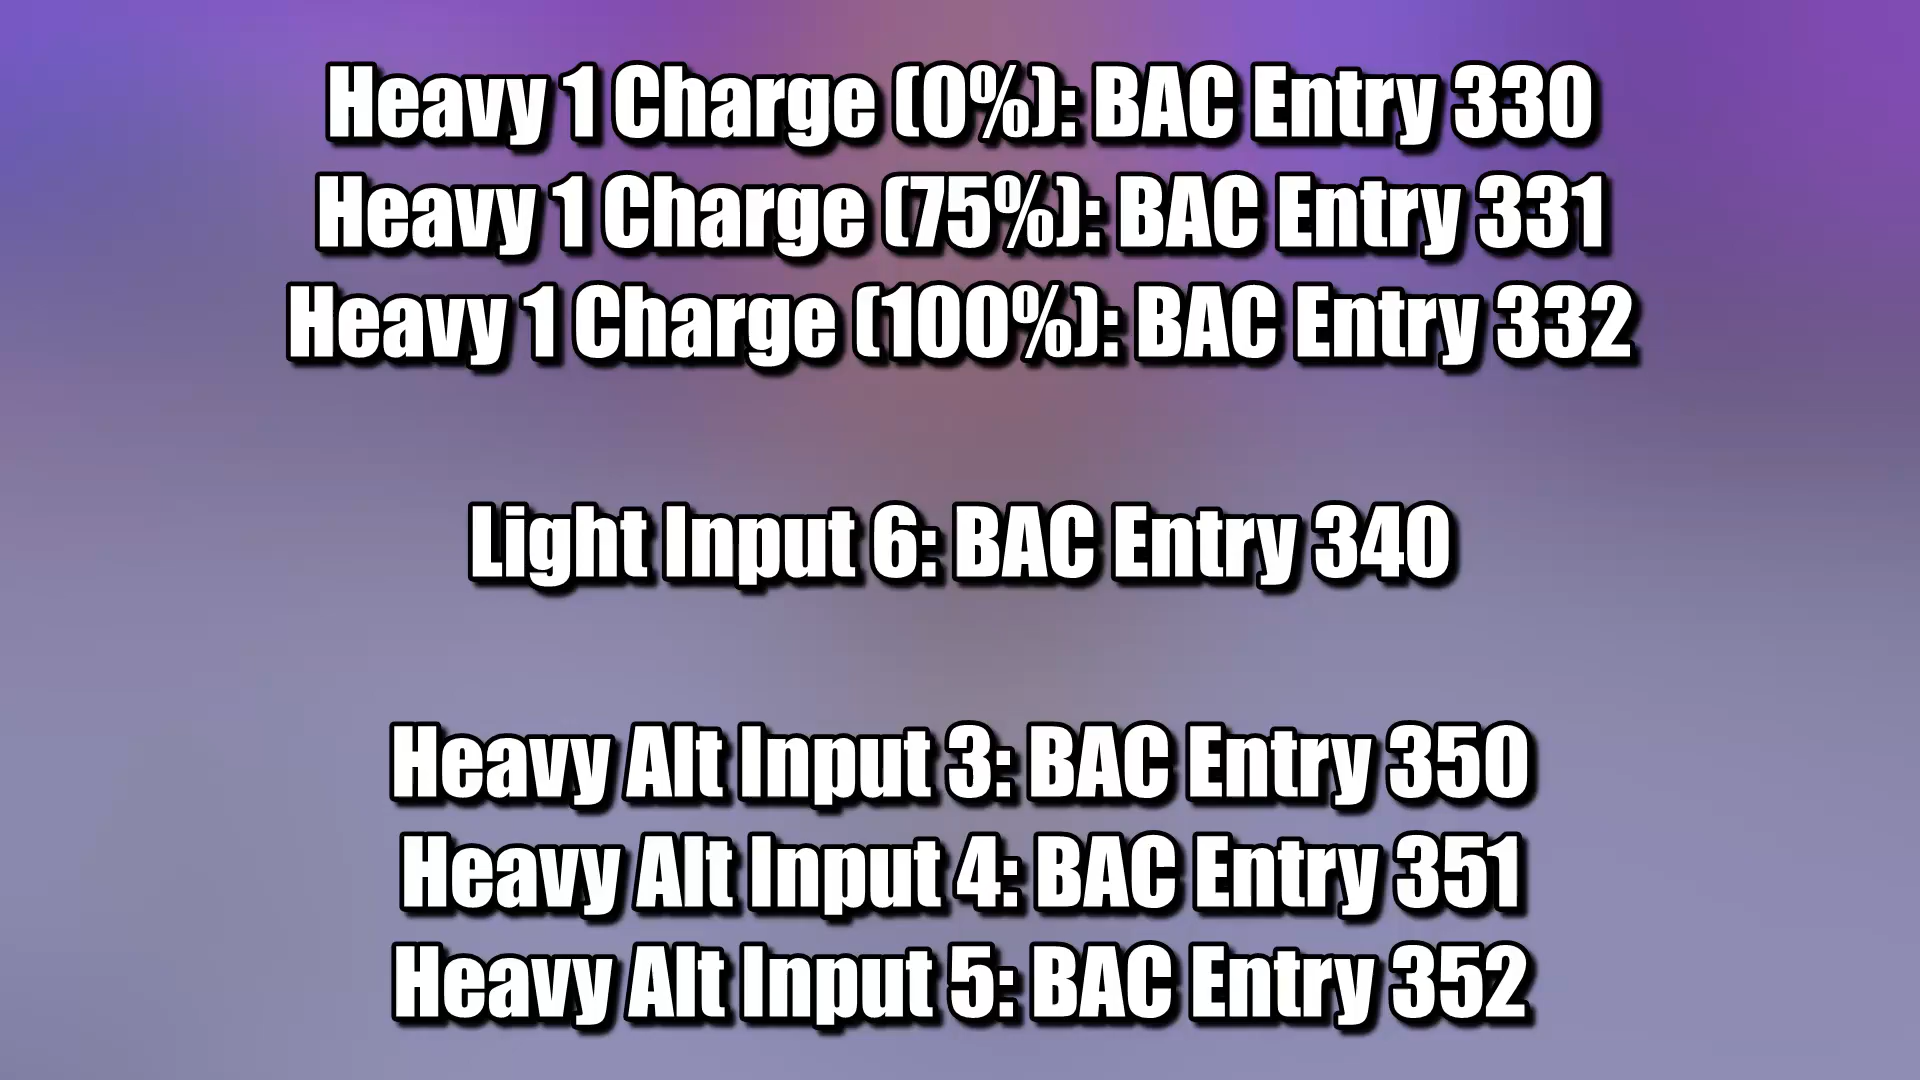 Heavy 1 Charge (0%): BAC Entry 330
Heavy 1 Charge (75%): BAC Entry 331
Heavy 1 Charge (100%): BAC Entry 332
Light Input 6: BAC Entry 340
Heavy Alt Input 3: BAC Entry 350
Heavy Alt Input 4: BAC Entry 351
Heavy Alt Input 5: BAC Entry 352